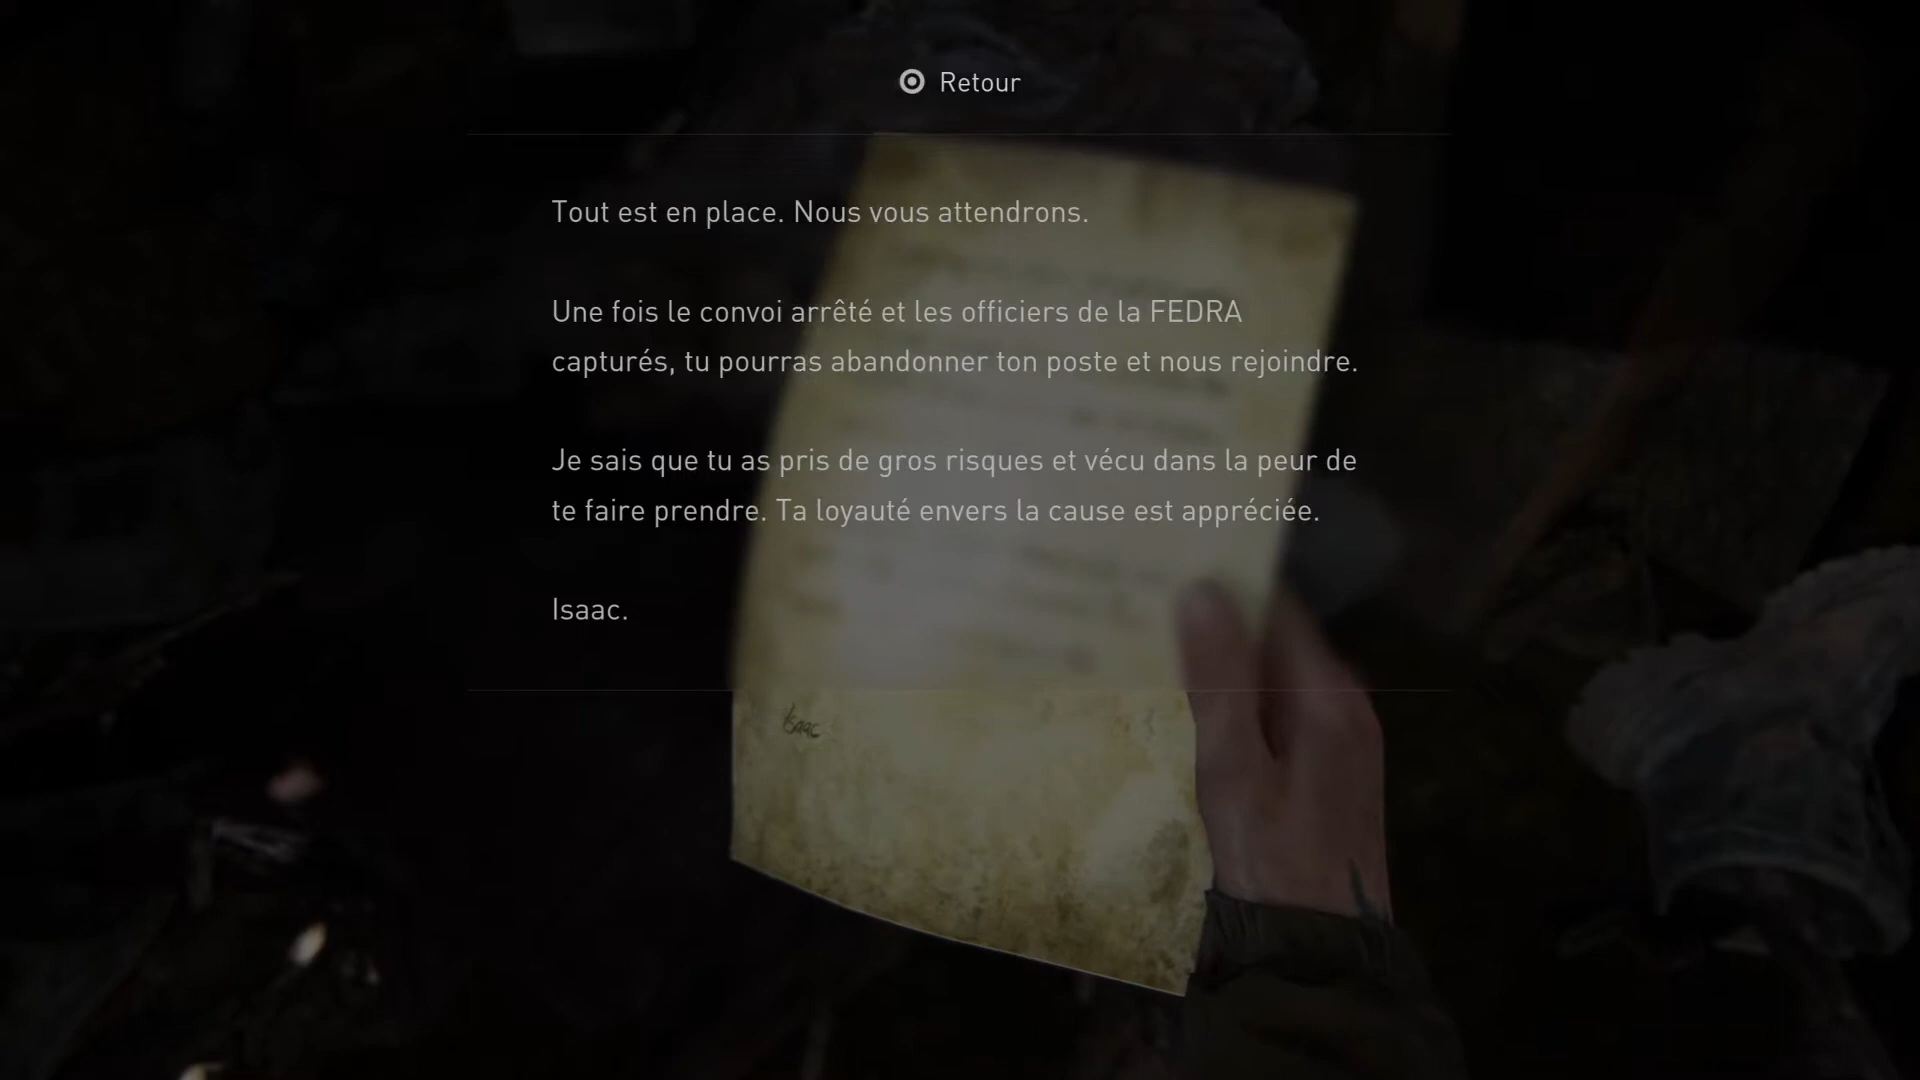 Retour
Tout est en place. Nous vous attendrons.
Une fois le convoi arrêté et les officiers de la FEDRA
capturés, tu pourras abandonner ton poste et nous rejoindre.
Je sais que tu as pris de gros risques et vécu dans la peur de
te faire prendre. Ta loyauté envers la cause est appréciée.
Isaac.
Isaac